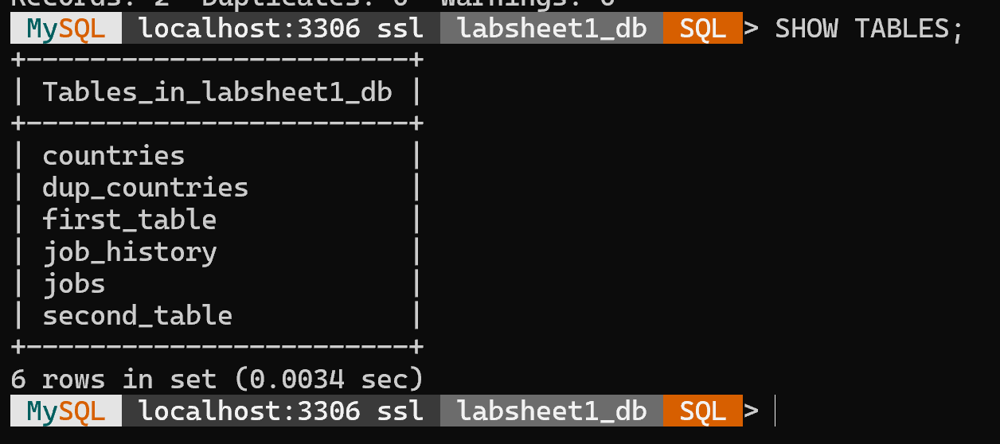 Records: 2  Duplicates: 0  Warnings: 0
MySQL  localhost:3306 ssl  labsheet1_db  SQL > SHOW TABLES;
+------------------------+
| Tables_in_labsheet1_db |
+------------------------+
| countries              |
| dup_countries          |
| first_table            |
| job_history            |
| jobs                   |
| second_table           |
+------------------------+
6 rows in set (0.0034 sec)
MySQL  localhost:3306 ssl  labsheet1_db  SQL >